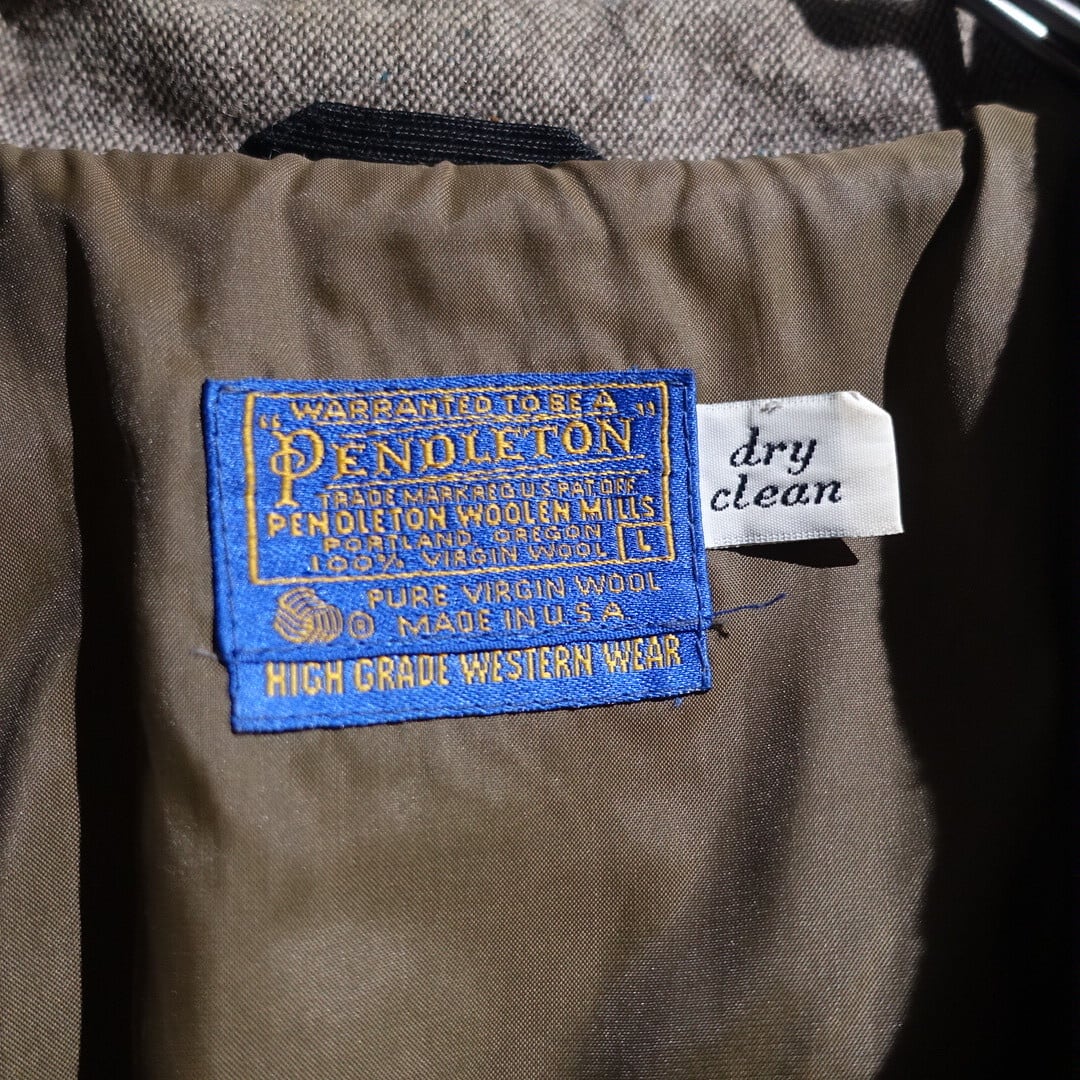 "WARRANTED TO BE A"
PENDLETON
TRADE MARK REG U.S. PAT. OFF.
PENDLETON WOOLEN MILLS
PORTLAND, OREGON
100% VIRGIN WOOL L
PURE VIRGIN WOOL
® MADE IN U S A
HIGH GRADE WESTERN WEAR
dry
clean